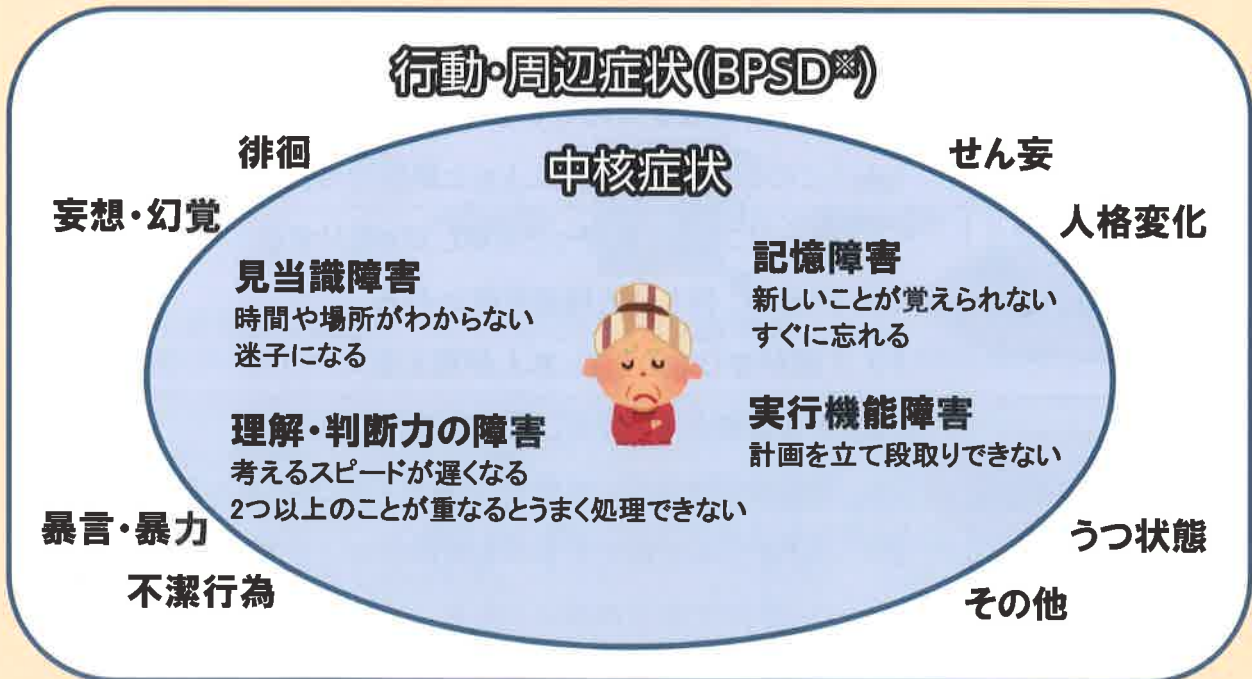 行動・周辺症状(BPSD※)
徘徊
せん妄
妄想・幻覚
人格変化
中核症状
見当識障害
時間や場所がわからない
迷子になる
記憶障害
新しいことが覚えられない
すぐに忘れる
理解・判断力の障害
考えるスピードが遅くなる
2つ以上のことが重なるとうまく処理できない
実行機能障害
計画を立て段取りできない
暴言・暴力
不潔行為
うつ状態
その他